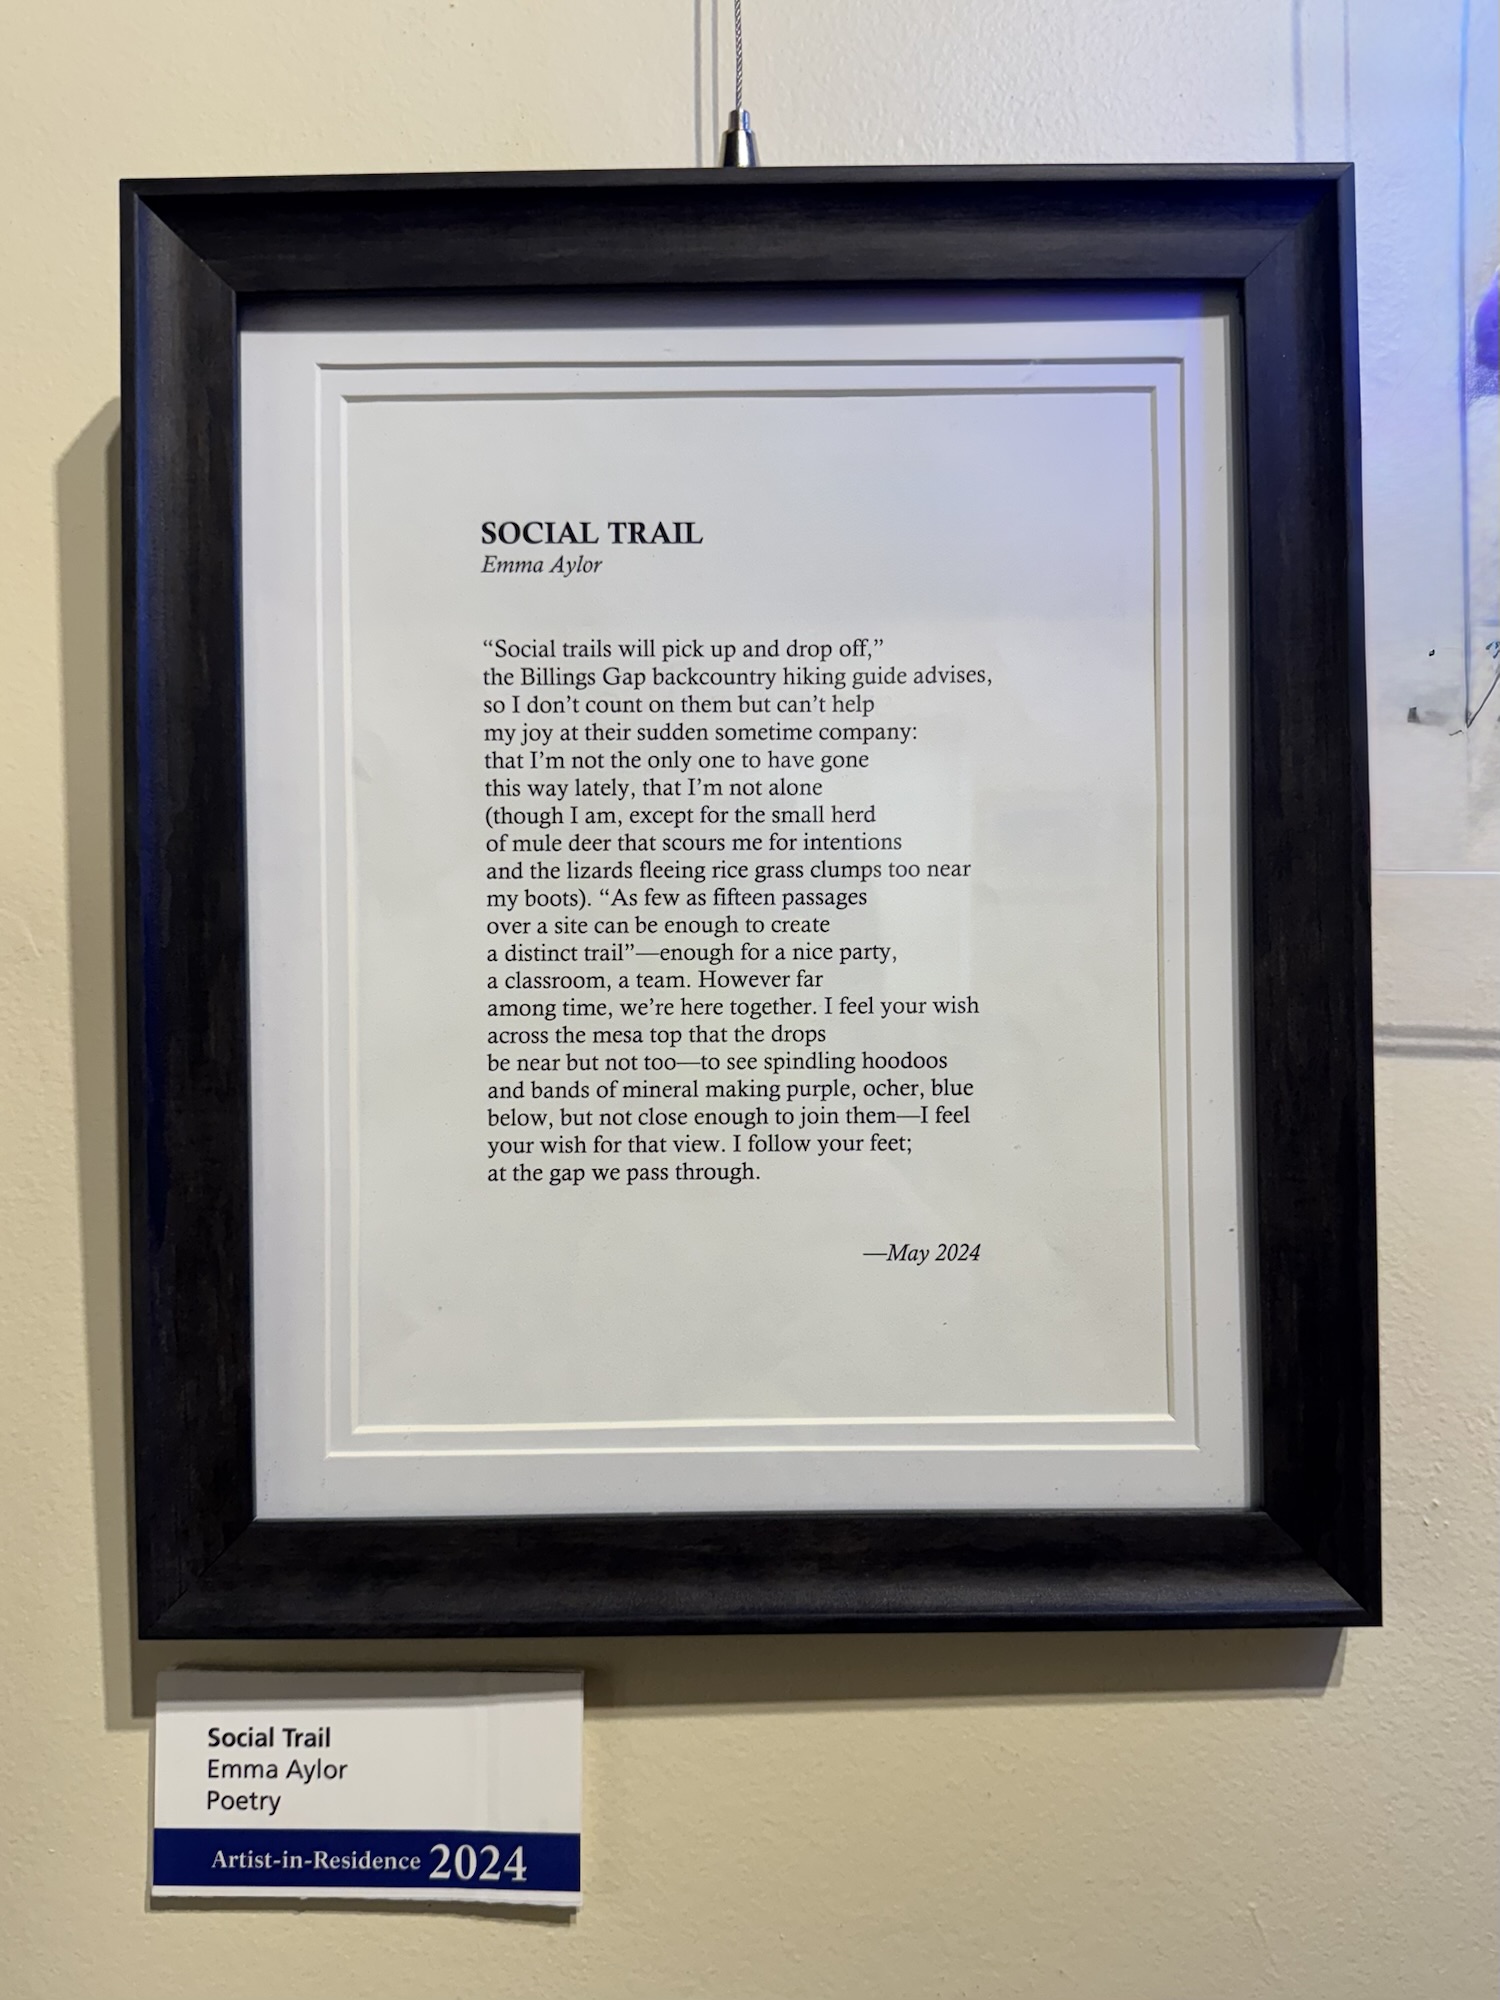 SOCIAL TRAIL
Emma Aylor
“Social trails will pick up and drop off,”
the Billings Gap backcountry hiking guide advises,
so I don’t count on them but can’t help
my joy at their sudden sometime company:
that I’m not the only one to have gone
this way lately, that I’m not alone
(though I am, except for the small herd
of mule deer that scours me for intentions
and the lizards fleeing rice grass clumps too near
my boots). “As few as fifteen passages
over a site can be enough to create
a distinct trail”—enough for a nice party,
a classroom, a team. However far
among time, we’re here together. I feel your wish
across the mesa top that the drops
be near but not too—to see spindling hoodoos
and bands of mineral making purple, ocher, blue
below, but not close enough to join them—I feel
your wish for that view. I follow your feet;
at the gap we pass through.
—May 2024
Social Trail
Emma Aylor
Poetry
Artist-in-Residence 2024